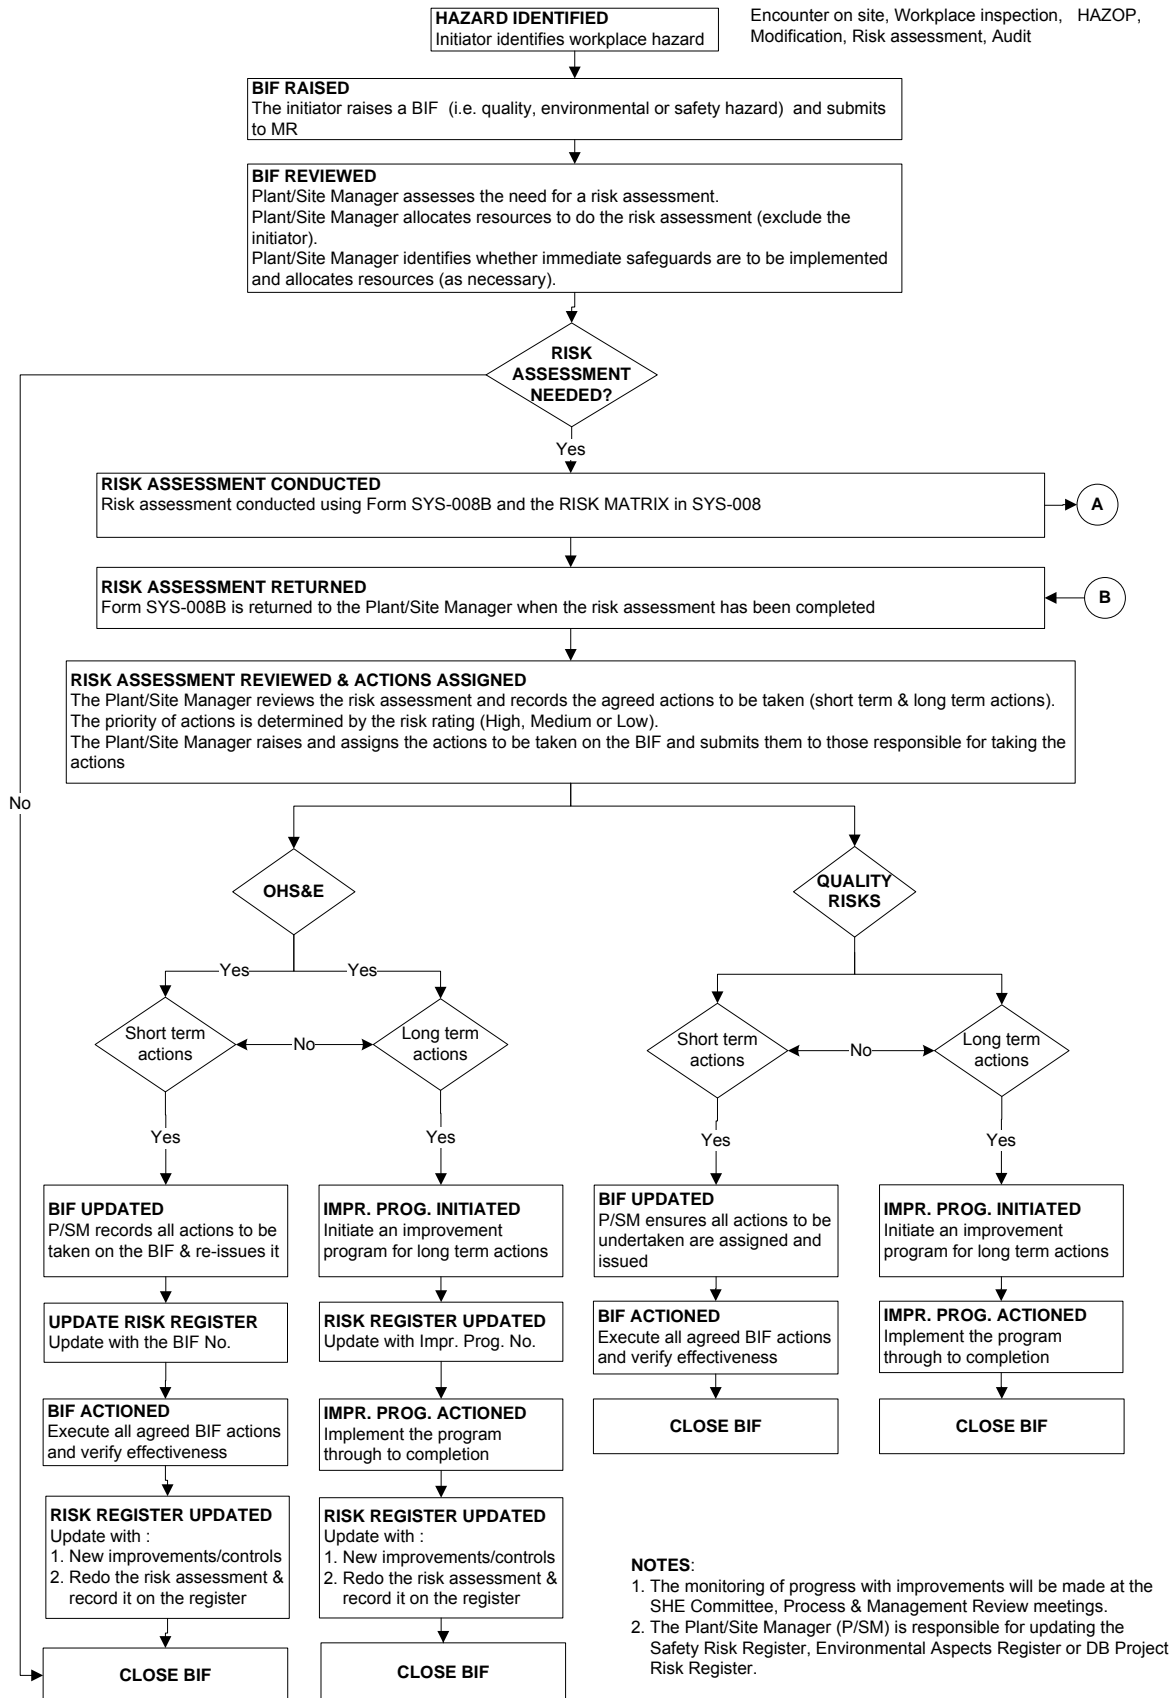 HAZARD IDENTIFIED
Initiator identifies workplace hazard
Encounter on site, Workplace inspection, HAZOP,
Modification, Risk assessment, Audit
BIF RAISED
The initiator raises a BIF (i.e. quality, environmental or safety hazard) and submits
to MR
BIF REVIEWED
Plant/Site Manager assesses the need for a risk assessment.
Plant/Site Manager allocates resources to do the risk assessment (exclude the
initiator).
Plant/Site Manager identifies whether immediate safeguards are to be implemented
and allocates resources (as necessary).
RISK
ASSESSMENT
NEEDED?
Yes
RISK ASSESSMENT CONDUCTED
Risk assessment conducted using Form SYS-008B and the RISK MATRIX in SYS-008
A
RISK ASSESSMENT RETURNED
Form SYS-008B is returned to the Plant/Site Manager when the risk assessment has been completed
B
RISK ASSESSMENT REVIEWED & ACTIONS ASSIGNED
The Plant/Site Manager reviews the risk assessment and records the agreed actions to be taken (short term & long term actions).
The priority of actions is determined by the risk rating (High, Medium or Low).
The Plant/Site Manager raises and assigns the actions to be taken on the BIF and submits them to those responsible for taking the
actions
No
OHS&E
QUALITY
RISKS
Yes
Yes
Short term
actions
No
Long term
actions
Short term
actions
No
Long term
actions
Yes
Yes
Yes
Yes
BIF UPDATED
P/SM records all actions to be
taken on the BIF & re-issues it
IMPR. PROG. INITIATED
Initiate an improvement
program for long term actions
BIF UPDATED
P/SM ensures all actions to be
undertaken are assigned and
issued
IMPR. PROG. INITIATED
Initiate an improvement
program for long term actions
UPDATE RISK REGISTER
Update with the BIF No.
RISK REGISTER UPDATED
Update with Impr. Prog. No.
BIF ACTIONED
Execute all agreed BIF actions
and verify effectiveness
IMPR. PROG. ACTIONED
Implement the program
through to completion
BIF ACTIONED
Execute all agreed BIF actions
and verify effectiveness
IMPR. PROG. ACTIONED
Implement the program
through to completion
CLOSE BIF
CLOSE BIF
RISK REGISTER UPDATED
Update with :
1. New improvements/controls
2. Redo the risk assessment &
record it on the register
RISK REGISTER UPDATED
Update with :
1. New improvements/controls
2. Redo the risk assessment &
record it on the register
CLOSE BIF
CLOSE BIF
NOTES:
1. The monitoring of progress with improvements will be made at the
SHE Committee, Process & Management Review meetings.
2. The Plant/Site Manager (P/SM) is responsible for updating the
Safety Risk Register, Environmental Aspects Register or DB Project
Risk Register.